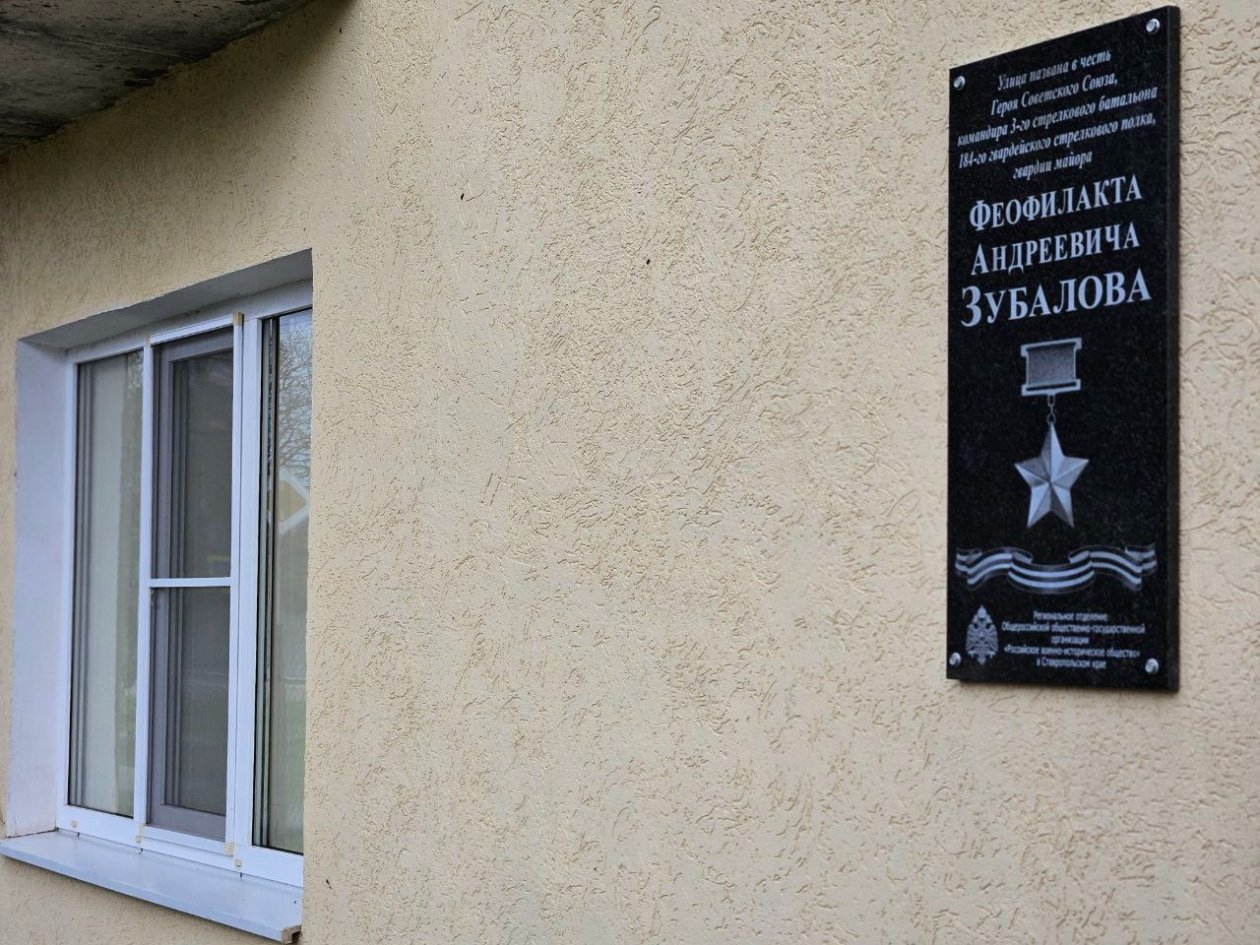 Улица названа в честь
Героя Советского Союза,
командира 3-го стрелкового батальона
184-го гвардейского стрелкового полка,
гвардии майора
ФЕОФИЛАКТА
АНДРЕЕВИЧА
ЗУБАЛОВА
Региональное отделение
Общероссийской общественно-государственной
организации
«Российское военно-историческое общество»
в Ставропольском крае